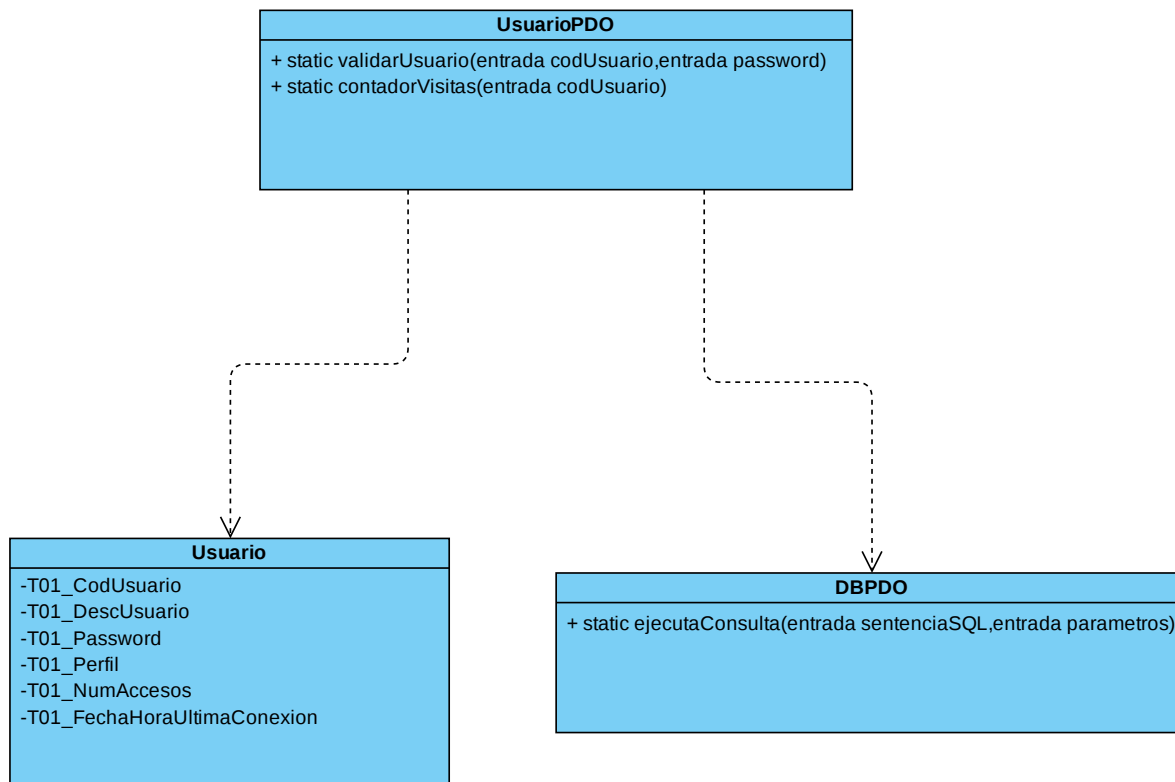 UsuarioPDO
+ static validarUsuario(entrada codUsuario,entrada password)
+ static contadorVisitas(entrada codUsuario)
Usuario
-T01_CodUsuario
-T01_DescUsuario
-T01_Password
-T01_Perfil
-T01_NumAccesos
-T01_FechaHoraUltimaConexion
DBPDO
+ static ejecutaConsulta(entrada sentenciaSQL,entrada parametros)